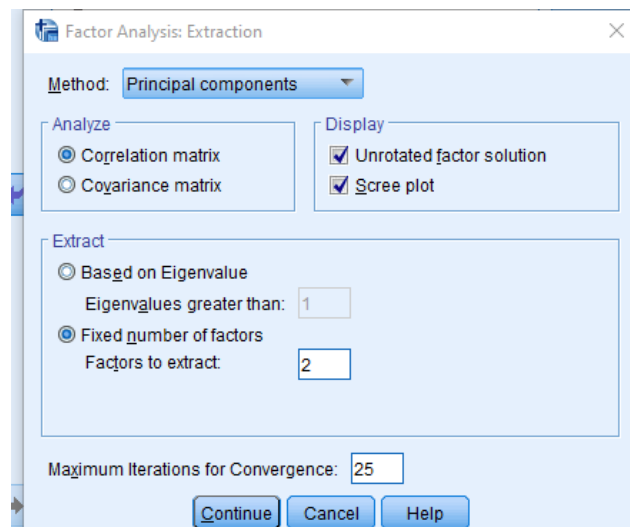 Factor Analysis: Extraction
Method: Principal components
Analyze
Correlation matrix
Covariance matrix
Display
Unrotated factor solution
Scree plot
Extract
Based on Eigenvalue
Eigenvalues greater than: 1
Fixed number of factors
Factors to extract: 2
Maximum Iterations for Convergence: 25
Continue Cancel Help